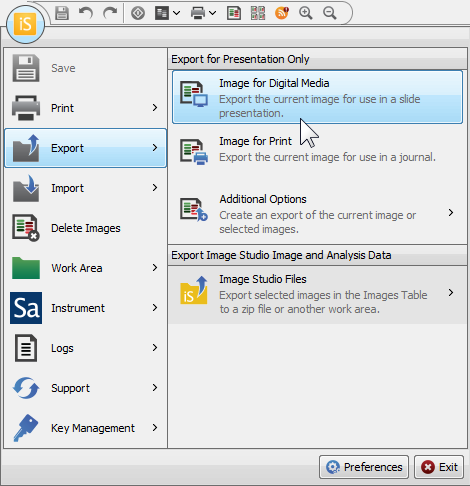 iS
Save
Print
Export
Import
Delete Images
Work Area
Sa
Instrument
Logs
Support
Key Management
Export for Presentation Only
Image for Digital Media
Export the current image for use in a slide
presentation.
Image for Print
Export the current image for use in a journal.
Additional Options
Create an export of the current image or
selected images.
Export Image Studio Image and Analysis Data
iS
Image Studio Files
Export selected images in the Images Table
to a zip file or another work area.
Preferences
Exit